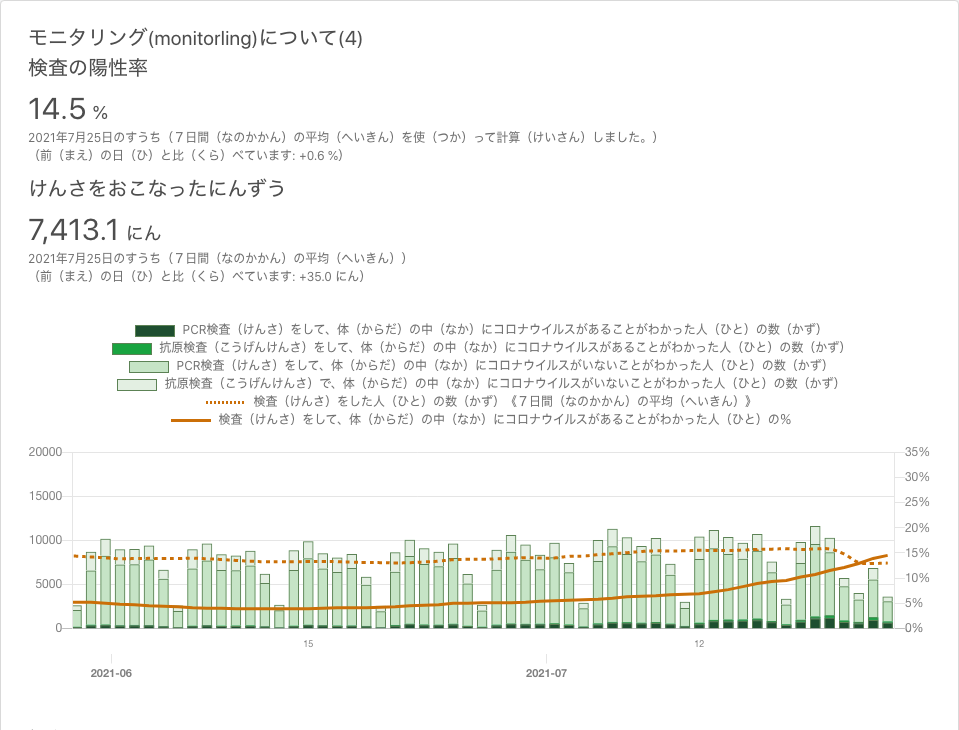 モニタリング(monitorling)について(4)
検査の陽性率
14.5 %
2021年7月25日のすうち（７日間（なのかかん）の平均（へいきん）を使（つか）って計算（けいさん）しました。）
（前（まえ）の日（ひ）と比（くら）べています: +0.6 %）
けんさをおこなったにんずう
7,413.1 にん
2021年7月25日のすうち（７日間（なのかかん）の平均（へいきん））
（前（まえ）の日（ひ）と比（くら）べています: +35.0 にん）
PCR検査（けんさ）をして、体（からだ）の中（なか）にコロナウイルスがあることがわかった人（ひと）の数（かず）
抗原検査（こうげんけんさ）をして、体（からだ）の中（なか）にコロナウイルスがあることがわかった人（ひと）の数（かず）
PCR検査（けんさ）をして、体（からだ）の中（なか）にコロナウイルスがいないことがわかった人（ひと）の数（かず）
抗原検査（こうげんけんさ）で、体（からだ）の中（なか）にコロナウイルスがいないことがわかった人（ひと）の数（かず）
検査（けんさ）をした人（ひと）の数（かず）《７日間（なのかかん）の平均（へいきん）》
検査（けんさ）をして、体（からだ）の中（なか）にコロナウイルスがあることがわかった人（ひと）の%
20000 35%
30%
15000 25%
20%
10000 15%
5000 10%
5%
0 0%
15 12
2021-06 2021-07